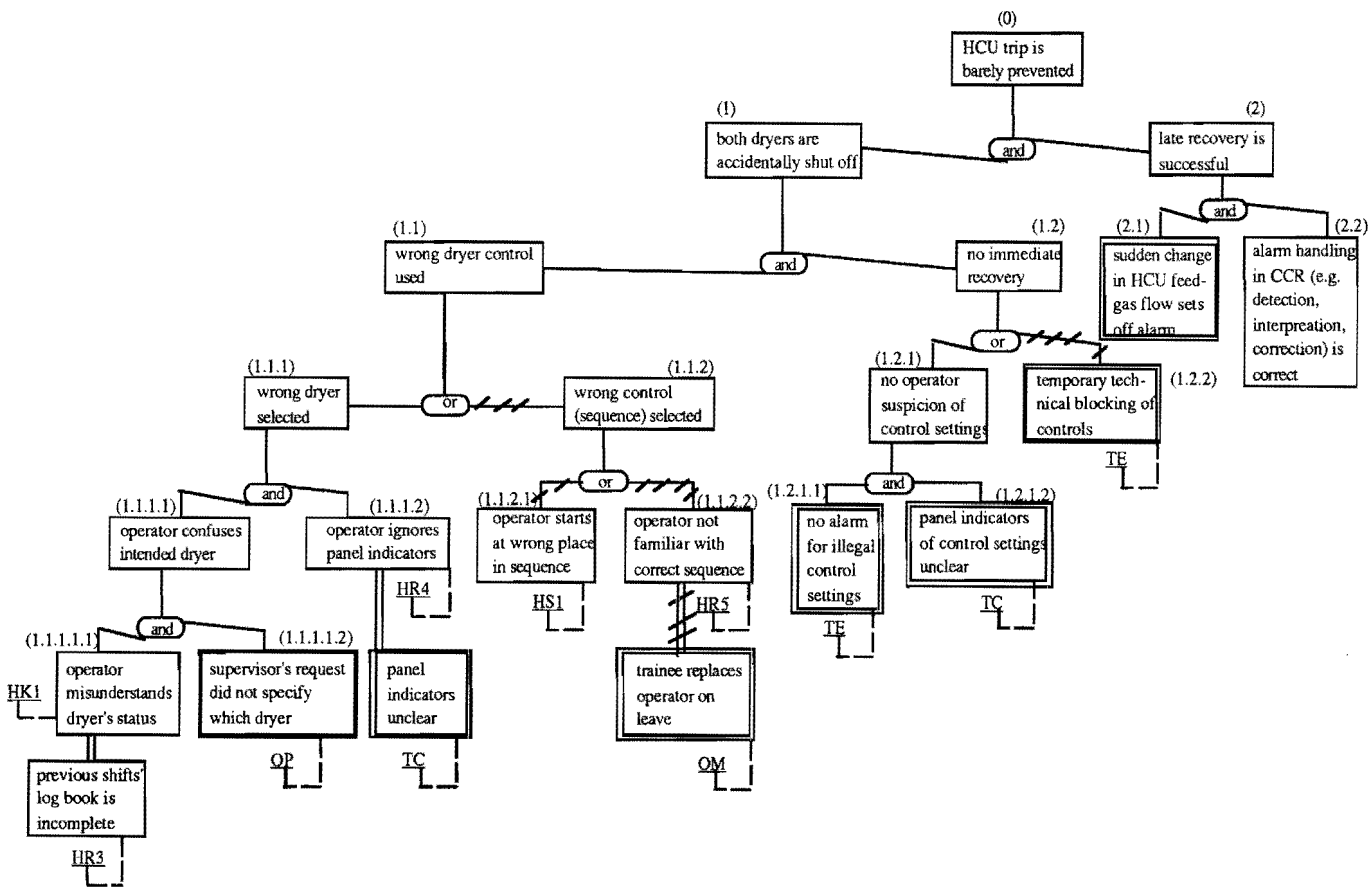 (0)
HCU trip is
barely prevented
(1)
both dryers are
accidentally shut off
and
(2)
late recovery is
successful
(1.1)
wrong dryer control
used
and
(1.2)
no immediate
recovery
and
(2.1)
sudden change
in HCU feed-
gas flow sets
off alarm
(2.2)
alarm handling
in CCR (e.g.
detection,
interpreation,
correction) is
correct
(1.1.1)
wrong dryer
selected
or
(1.1.2)
wrong control
(sequence) selected
or
(1.2.1)
no operator
suspicion of
control settings
temporary tech-
nical blocking of
controls
(1.2.2)
TE
and
(1.1.1.1)
operator confuses
intended dryer
(1.1.1.2)
operator ignores
panel indicators
HR4
or
(1.1.2.1)
operator starts
at wrong place
in sequence
HS1
(1.1.2.2)
operator not
familiar with
correct sequence
HR5
and
(1.2.1.1)
no alarm
for illegal
control
settings
TE
(1.2.1.2)
panel indicators
of control settings
unclear
TC
and
(1.1.1.1.1)
operator
misunderstands
dryer's status
HK1
(1.1.1.1.2)
supervisor's request
did not specify
which dryer
OP
panel
indicators
unclear
TC
trainee replaces
operator on
leave
OM
previous shifts'
log book is
incomplete
HR3